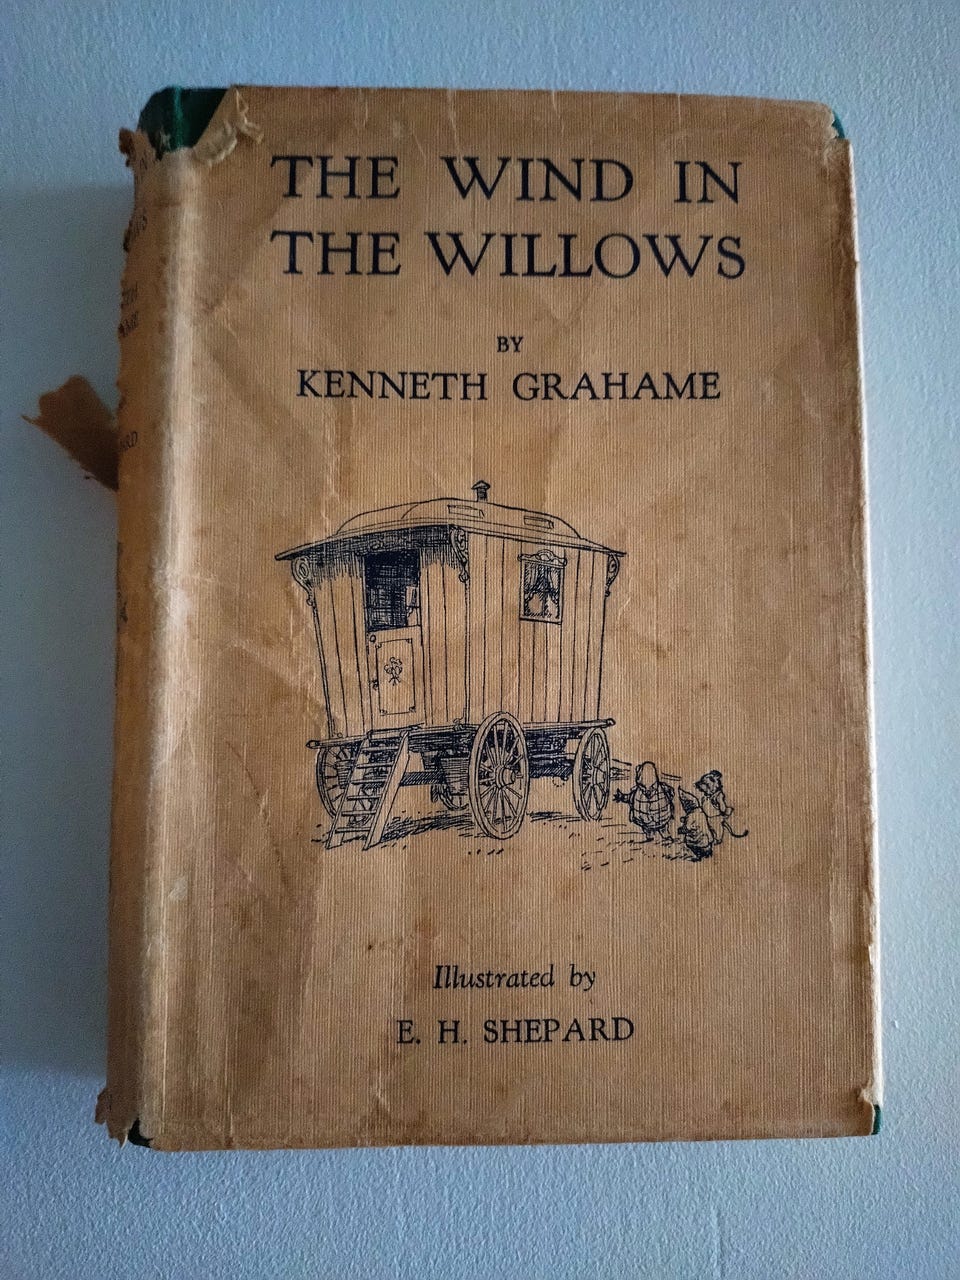 THE WIND IN
THE WILLOWS
BY
KENNETH GRAHAME
Illustrated by
E. H. SHEPARD